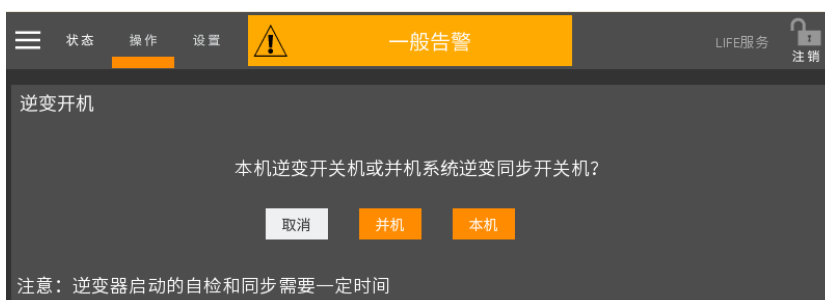 状态 操作 设置 一般告警 LIFE服务 1
注销
逆变开机
本机逆变开关机或并机系统逆变同步开关机?
取消 并机 本机
注意：逆变器启动的自检和同步需要一定时间